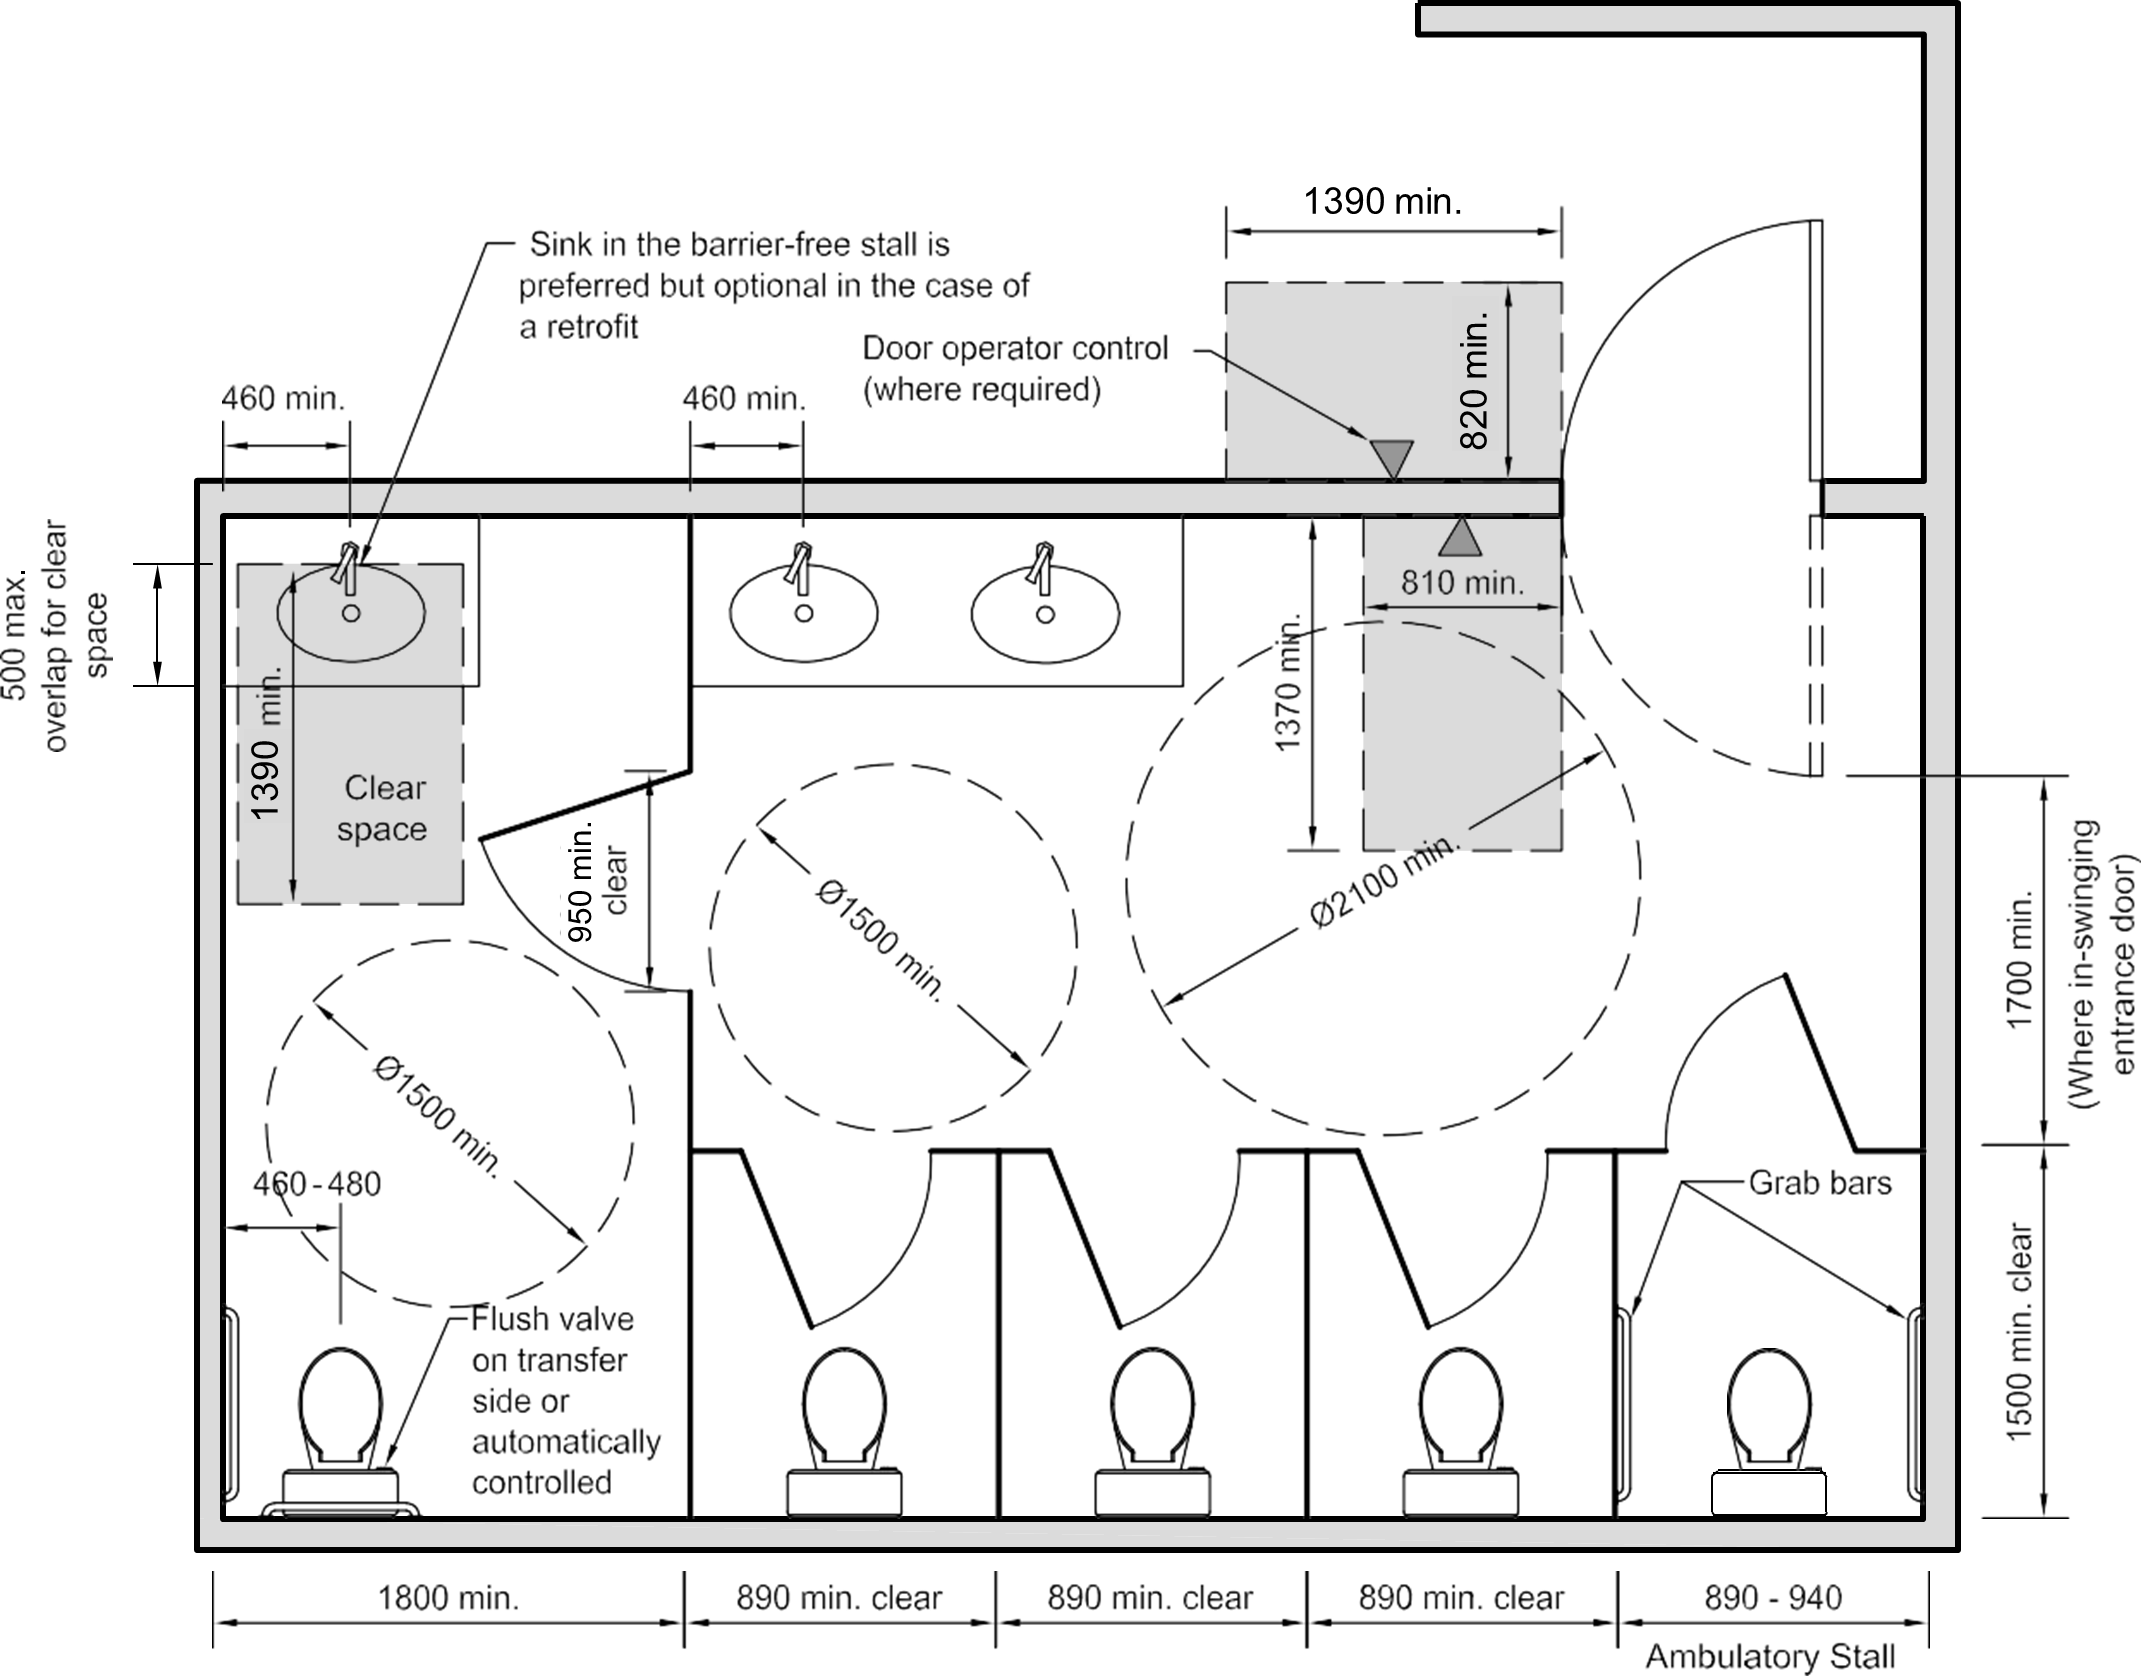 1390 min.
820 min.
Sink in the barrier-free stall is
preferred but optional in the case of
a retrofit
Door operator control
(where required)
460 min.
460 min.
500 max.
overlap for clear
space
1390 min.
Clear
space
950 min.
clear
810 min.
1370 min.
Ø1500 min.
Ø2100 min.
Ø1500 min.
1700 min.
(Where in-swinging
entrance door)
460-480
Grab bars
1500 min. clear
Flush valve
on transfer
side or
automatically
controlled
1800 min.
890 min. clear
890 min. clear
890 min. clear
890 - 940
Ambulatory Stall